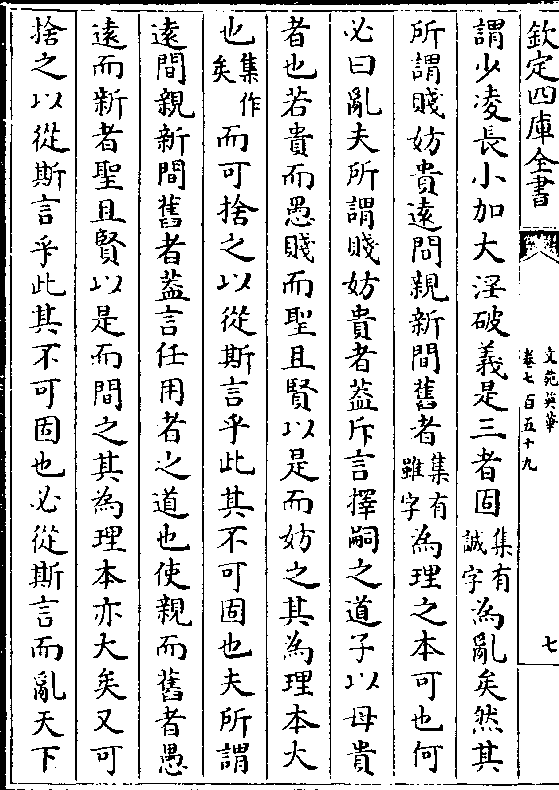 欽定四庫全書
文苑英華
卷七百五十九
七
謂少凌長小加大淫破義是三者固集有誠字為亂矣然其
所謂賤妨貴遠間親新間舊者集有雖字為理之本可也何
必曰亂夫所謂賤妨貴者葢斥言擇嗣之道子以母貴
者也若貴而愚賤而聖且賢以是而妨之其為理本大
也集作矣而可捨之以從斯言乎此其不可固也夫所謂
遠間親新間舊者葢言任用者之道也使親而舊者愚
遠而新者聖且賢以是而間之其為理本亦大矣又可
捨之以從斯言乎此其不可固也必從斯言而亂天下